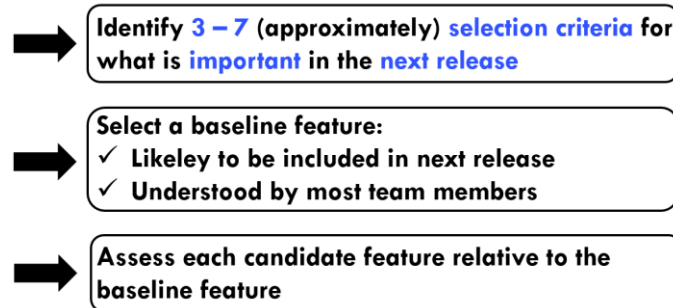 Identify 3 – 7 (approximately) selection criteria for
what is important in the next release
Select a baseline feature:
✓ Likeley to be included in next release
✓ Understood by most team members
Assess each candidate feature relative to the
baseline feature